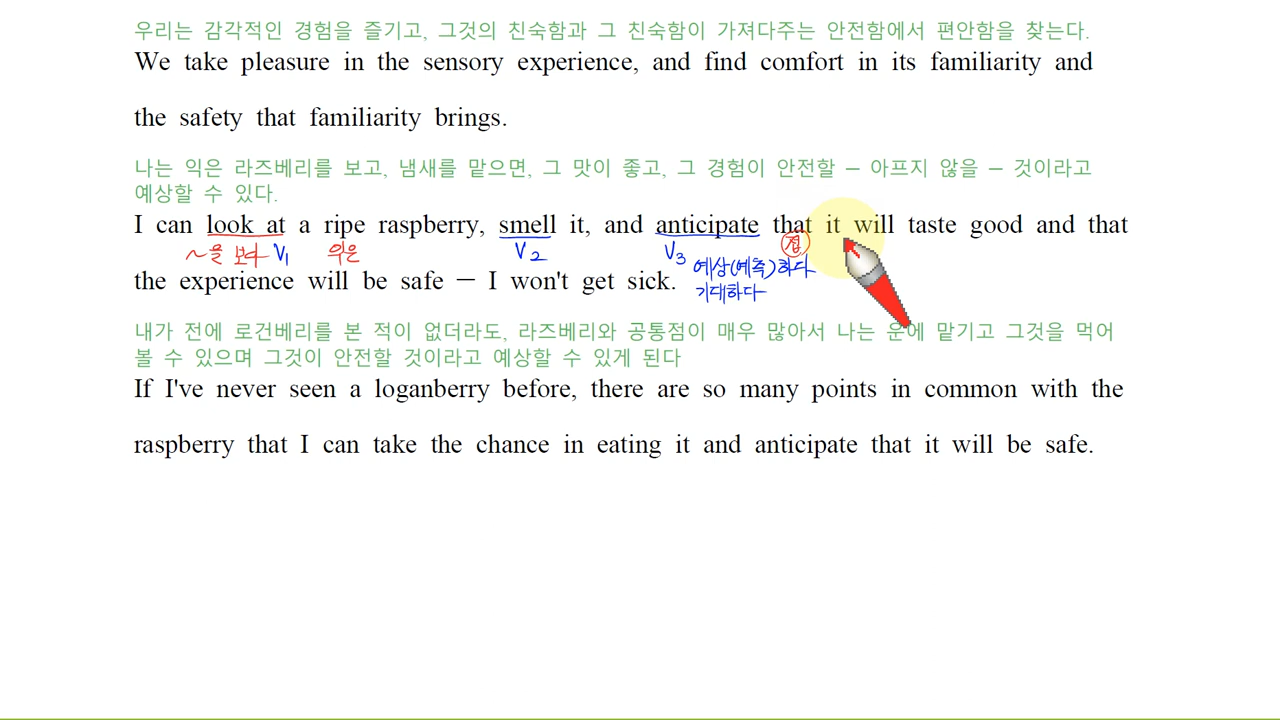 우리는 감각적인 경험을 즐기고, 그것의 친숙함과 그 친숙함이 가져다주는 안전함에서 편안함을 찾는다.
We take pleasure in the sensory experience, and find comfort in its familiarity and
the safety that familiarity brings.
나는 익은 라즈베리를 보고, 냄새를 맡으면, 그 맛이 좋고, 그 경험이 안전할 – 아프지 않을 – 것이라고
예상할 수 있다.
I can look at a ripe raspberry, smell it, and anticipate that it will taste good and that
~을 보다 V1 익은 V2 V3 접
예상(예측)하다
the experience will be safe – I won't get sick.
기대하다
내가 전에 로건베리를 본 적이 없더라도, 라즈베리와 공통점이 매우 많아서 나는 운에 맡기고 그것을 먹어
볼 수 있으며 그것이 안전할 것이라고 예상할 수 있게 된다
If I've never seen a loganberry before, there are so many points in common with the
raspberry that I can take the chance in eating it and anticipate that it will be safe.